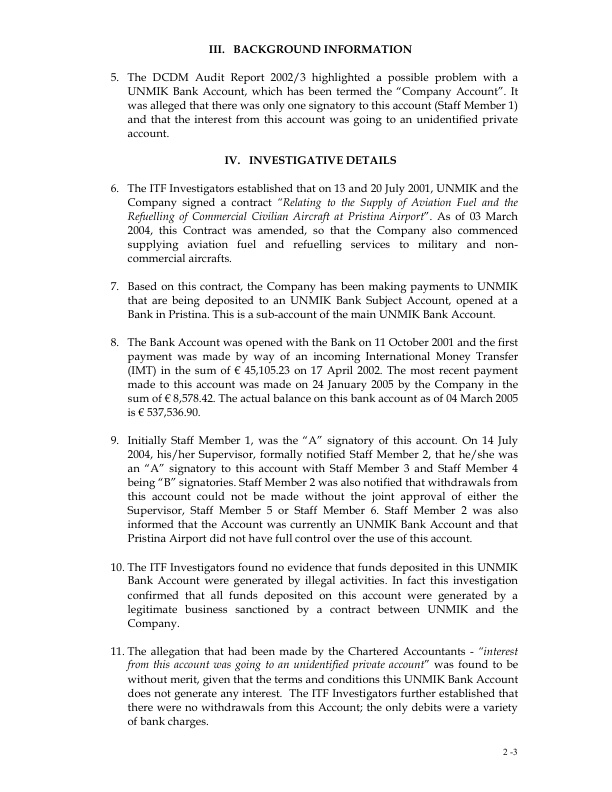 III. BACKGROUND INFORMATION
5. The DCDM Audit Report 2002/3 highlighted a possible problem with a
UNMIK Bank Account, which has been termed the “Company Account”. It
was alleged that there was only one signatory to this account (Staff Member 1)
and that the interest from this account was going to an unidentified private
account.
IV. INVESTIGATIVE DETAILS
6. The ITF Investigators established that on 13 and 20 July 2001, UNMIK and the
Company signed a contract “Relating to the Supply of Aviation Fuel and the
Refuelling of Commercial Civilian Aircraft at Pristina Airport”. As of 03 March
2004, this Contract was amended, so that the Company also commenced
supplying aviation fuel and refuelling services to military and non-
commercial aircrafts.
7. Based on this contract, the Company has been making payments to UNMIK
that are being deposited to an UNMIK Bank Subject Account, opened at a
Bank in Pristina. This is a sub-account of the main UNMIK Bank Account.
8. The Bank Account was opened with the Bank on 11 October 2001 and the first
payment was made by way of an incoming International Money Transfer
(IMT) in the sum of € 45,105.23 on 17 April 2002. The most recent payment
made to this account was made on 24 January 2005 by the Company in the
sum of € 8,578.42. The actual balance on this bank account as of 04 March 2005
is € 537,536.90.
9. Initially Staff Member 1, was the “A” signatory of this account. On 14 July
2004, his/her Supervisor, formally notified Staff Member 2, that he/she was
an “A” signatory to this account with Staff Member 3 and Staff Member 4
being “B” signatories. Staff Member 2 was also notified that withdrawals from
this account could not be made without the joint approval of either the
Supervisor, Staff Member 5 or Staff Member 6. Staff Member 2 was also
informed that the Account was currently an UNMIK Bank Account and that
Pristina Airport did not have full control over the use of this account.
10. The ITF Investigators found no evidence that funds deposited in this UNMIK
Bank Account were generated by illegal activities. In fact this investigation
confirmed that all funds deposited on this account were generated by a
legitimate business sanctioned by a contract between UNMIK and the
Company.
11. The allegation that had been made by the Chartered Accountants - “interest
from this account was going to an unidentified private account” was found to be
without merit, given that the terms and conditions this UNMIK Bank Account
does not generate any interest. The ITF Investigators further established that
there were no withdrawals from this Account; the only debits were a variety
of bank charges.
2 -3